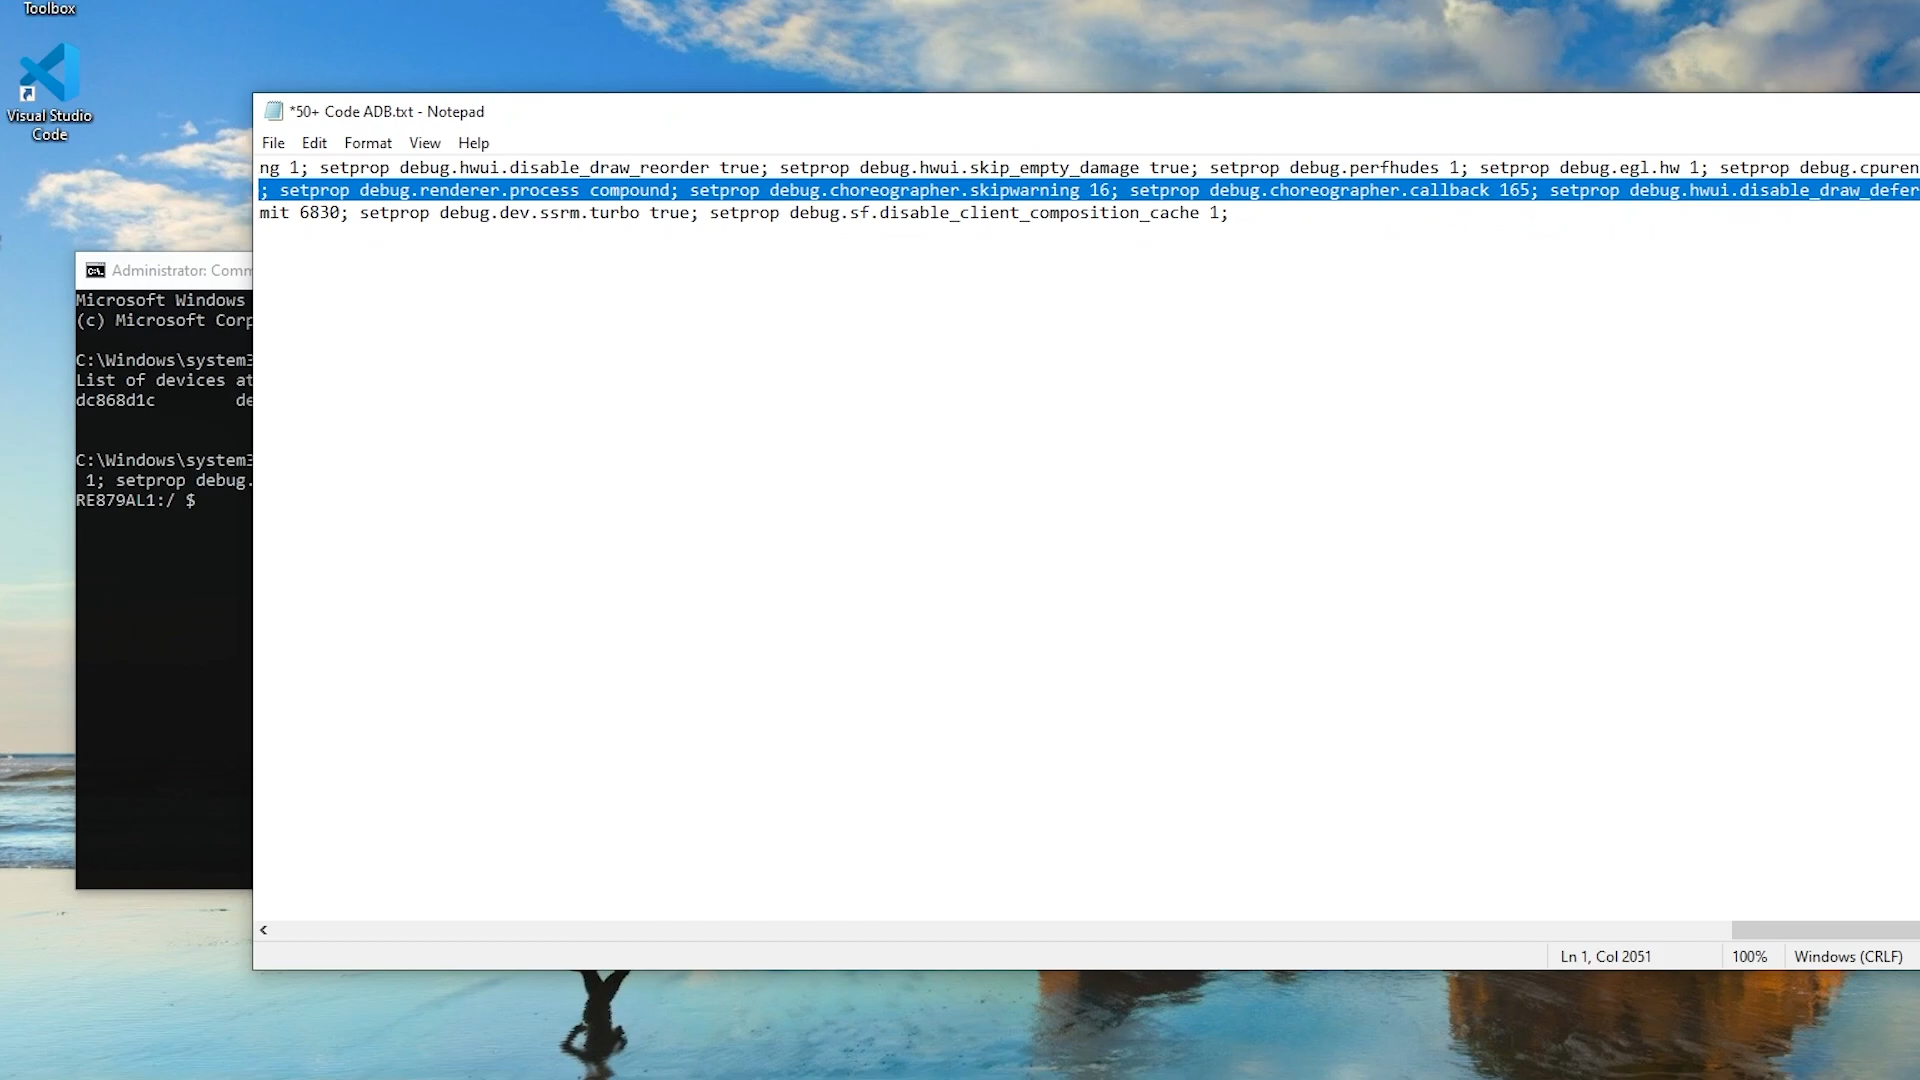 Toolbox
Visual Studio
Code
*50+ Code ADB.txt - Notepad
File Edit Format View Help
ng 1; setprop debug.hwui.disable_draw_reorder true; setprop debug.hwui.skip_empty_damage true; setprop debug.perfhudes 1; setprop debug.egl.hw 1; setprop debug.cpuren
; setprop debug.renderer.process compound; setprop debug.choreographer.skipwarning 16; setprop debug.choreographer.callback 165; setprop debug.hwui.disable_draw_defer
mit 6830; setprop debug.dev.ssrm.turbo true; setprop debug.sf.disable_client_composition_cache 1;
Administrator: Comm
Microsoft Windows
(c) Microsoft Corp
C:\Windows\system3
List of devices at
dc868d1c de
C:\Windows\system3
1; setprop debug.
RE879AL1:/ $
Ln 1, Col 2051 100% Windows (CRLF)